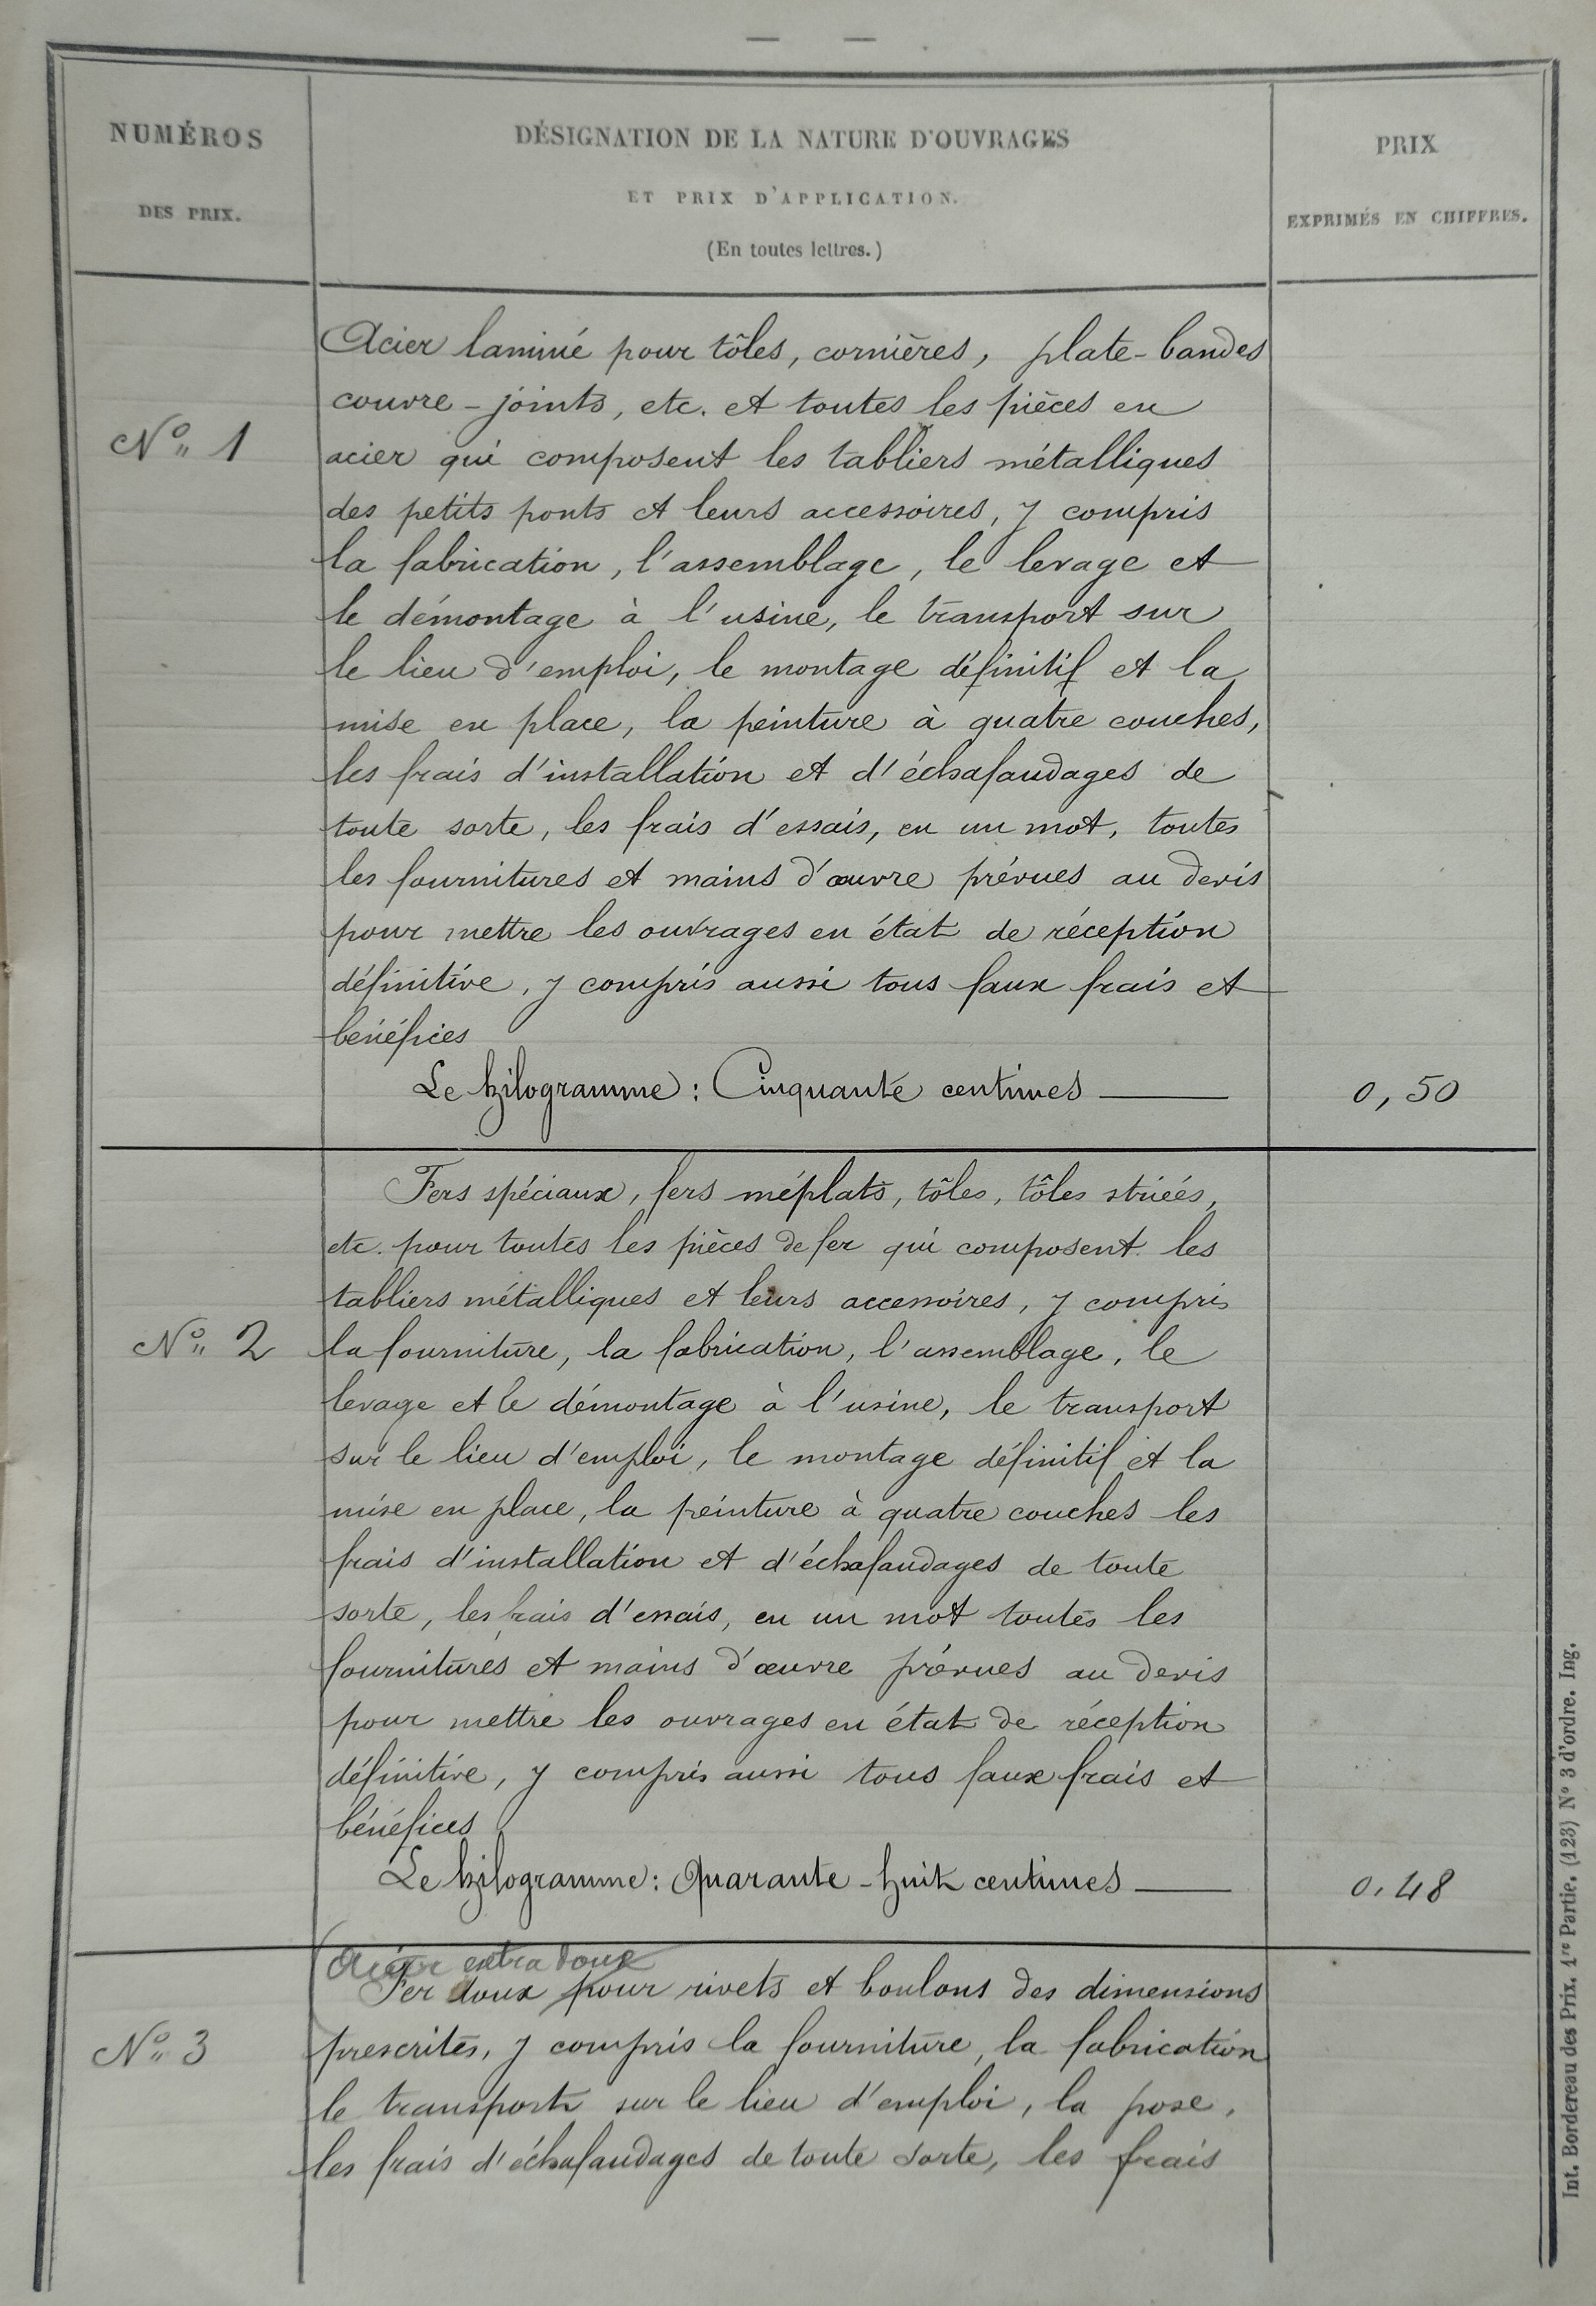 NUMÉROS
DES PRIX.
DÉSIGNATION DE LA NATURE D'OUVRAGES
ET PRIX D'APPLICATION.
(En toutes lettres.)
PRIX
EXPRIMÉS EN CHIFFRES.
N° 1
Acier laminé pour tôles, cornières, plate-bandes
couvre-joints, etc. et toutes les pièces en
acier qui composent les tabliers métalliques
des petits ponts et leurs accessoires, y compris
la fabrication, l'assemblage, le levage et
le démontage à l'usine, le transport sur
le lieu d'emploi, le montage définitif et la
mise en place, la peinture à quatre couches,
les frais d'installation et d'échafaudages de
toute sorte, les frais d'essais, en un mot, toutes
les fournitures et mains d'œuvre prévues au devis
pour mettre les ouvrages en état de réception
définitive, y compris aussi tous faux frais et
bénéfices
Le kilogramme : Cinquante centimes
0,50
N° 2
Fers spéciaux, fers méplats, tôles, tôles striées,
etc. pour toutes les pièces de fer qui composent les
tabliers métalliques et leurs accessoires, y compris
la fourniture, la fabrication, l'assemblage, le
levage et le démontage à l'usine, le transport
sur le lieu d'emploi, le montage définitif et la
mise en place, la peinture à quatre couches les
frais d'installation et d'échafaudages de toute
sorte, les frais d'essais, en un mot toutes les
fournitures et mains d'œuvre prévues au devis
pour mettre les ouvrages en état de réception
définitive, y compris aussi tous faux frais et
bénéfices
Le kilogramme : Quarante-huit centimes
0,48
Acier extra doux
N° 3
Fer doux pour rivets et boulons des dimensions
prescrites, y compris la fourniture, la fabrication
le transport sur le lieu d'emploi, la pose,
les frais d'échafaudages de toute sorte, les frais
Int. Bordereau des Prix. 1re Partie. (123) N° 3 d'ordre. Ing.